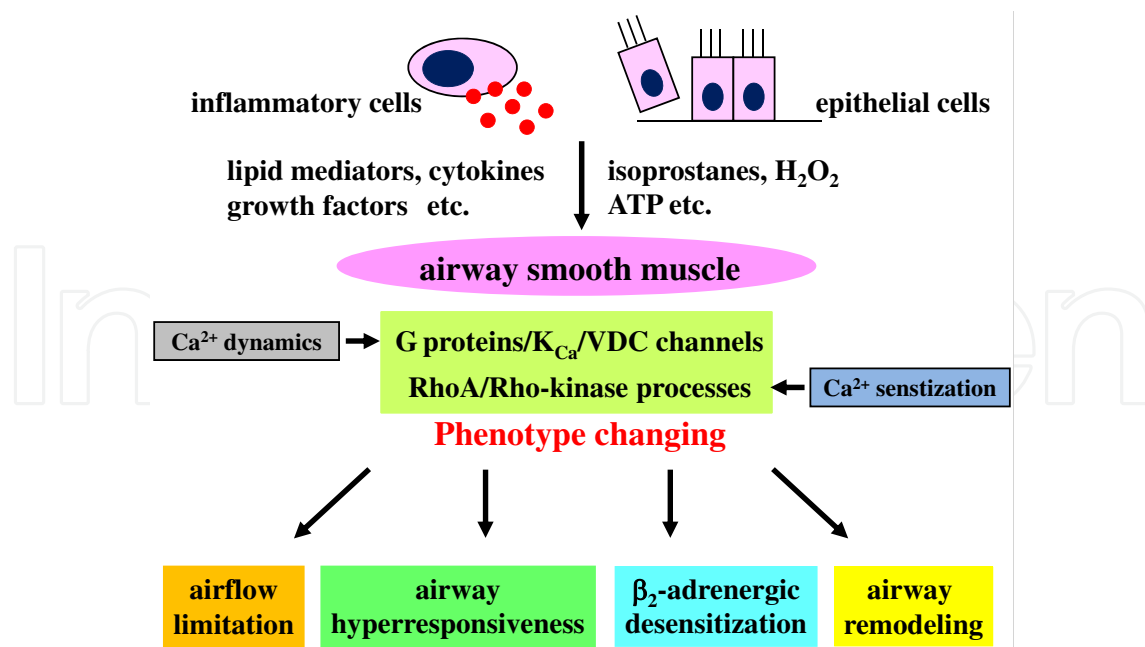 inflammatory cells
epithelial cells
lipid mediators, cytokines
growth factors etc.
isoprostanes, H₂O₂
ATP etc.
airway smooth muscle
Ca²⁺ dynamics
G proteins/K_Ca/VDC channels
RhoA/Rho-kinase processes
Ca²⁺ senstization
Phenotype changing
airflow
limitation
airway
hyperresponsiveness
β₂-adrenergic
desensitization
airway
remodeling